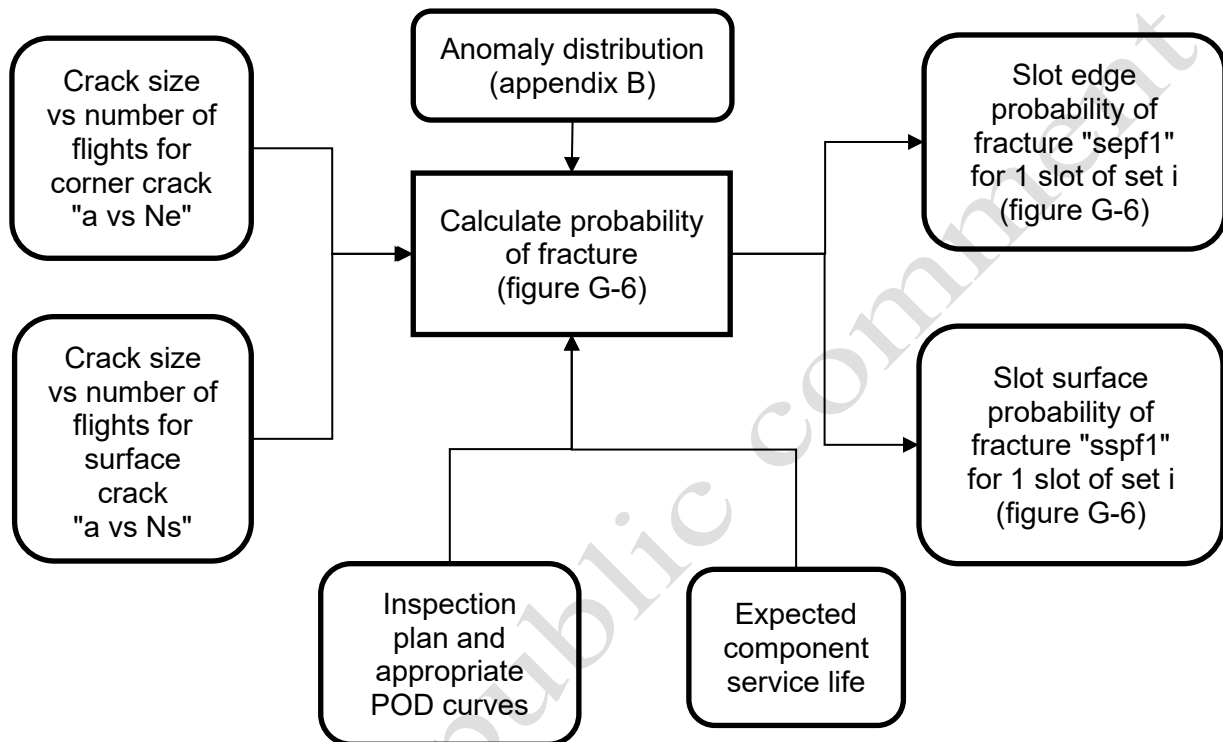 Crack size
vs number of
flights for
corner crack
"a vs Ne"
Anomaly distribution
(appendix B)
Slot edge
probability of
fracture "sepf1"
for 1 slot of set i
(figure G-6)
Calculate probability
of fracture
(figure G-6)
Crack size
vs number of
flights for
surface
crack
"a vs Ns"
Slot surface
probability of
fracture "sspf1"
for 1 slot of set i
(figure G-6)
Inspection
plan and
appropriate
POD curves
Expected
component
service life
public comment